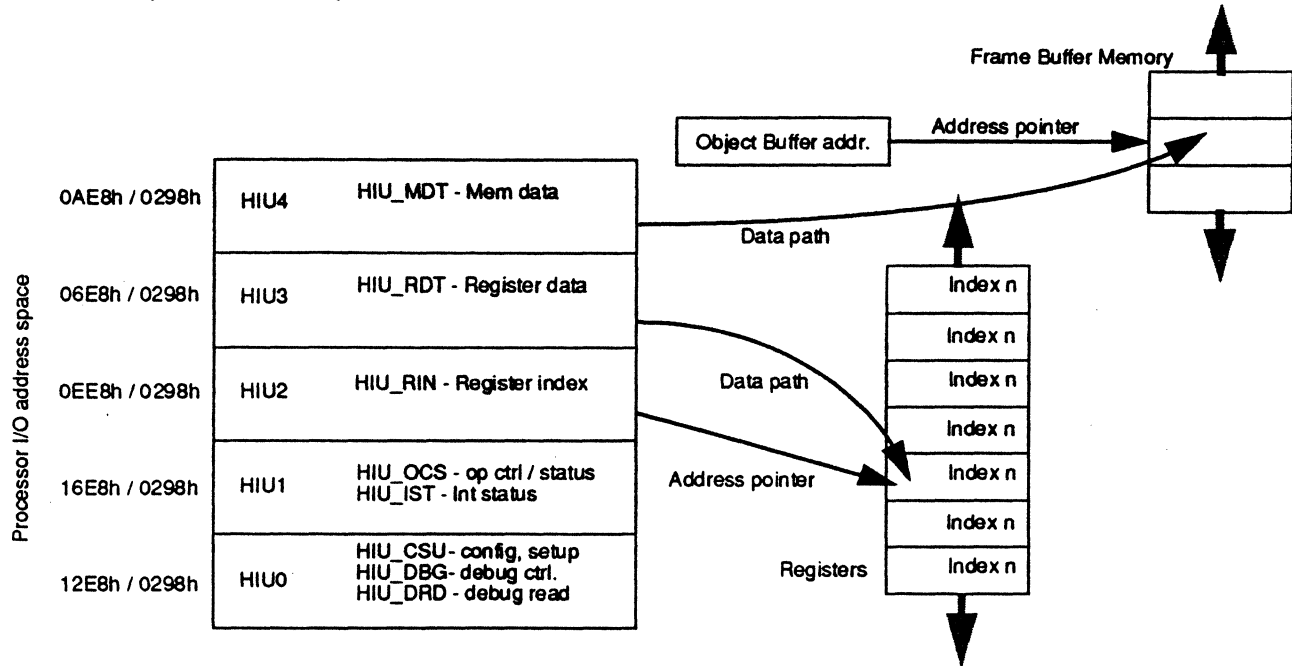 Frame Buffer Memory
Object Buffer addr.
Address pointer
0AE8h / 0298h
HIU4
HIU_MDT - Mem data
Data path
06E8h / 0298h
HIU3
HIU_RDT - Register data
0EE8h / 0298h
HIU2
HIU_RIN - Register index
Data path
16E8h / 0298h
HIU1
HIU_OCS - op ctrl / status
HIU_IST - Int status
Address pointer
12E8h / 0298h
HIU0
HIU_CSU- config, setup
HIU_DBG- debug ctrl.
HIU_DRD - debug read
Processor I/O address space
Index n
Index n
Index n
Index n
Index n
Index n
Index n
Registers